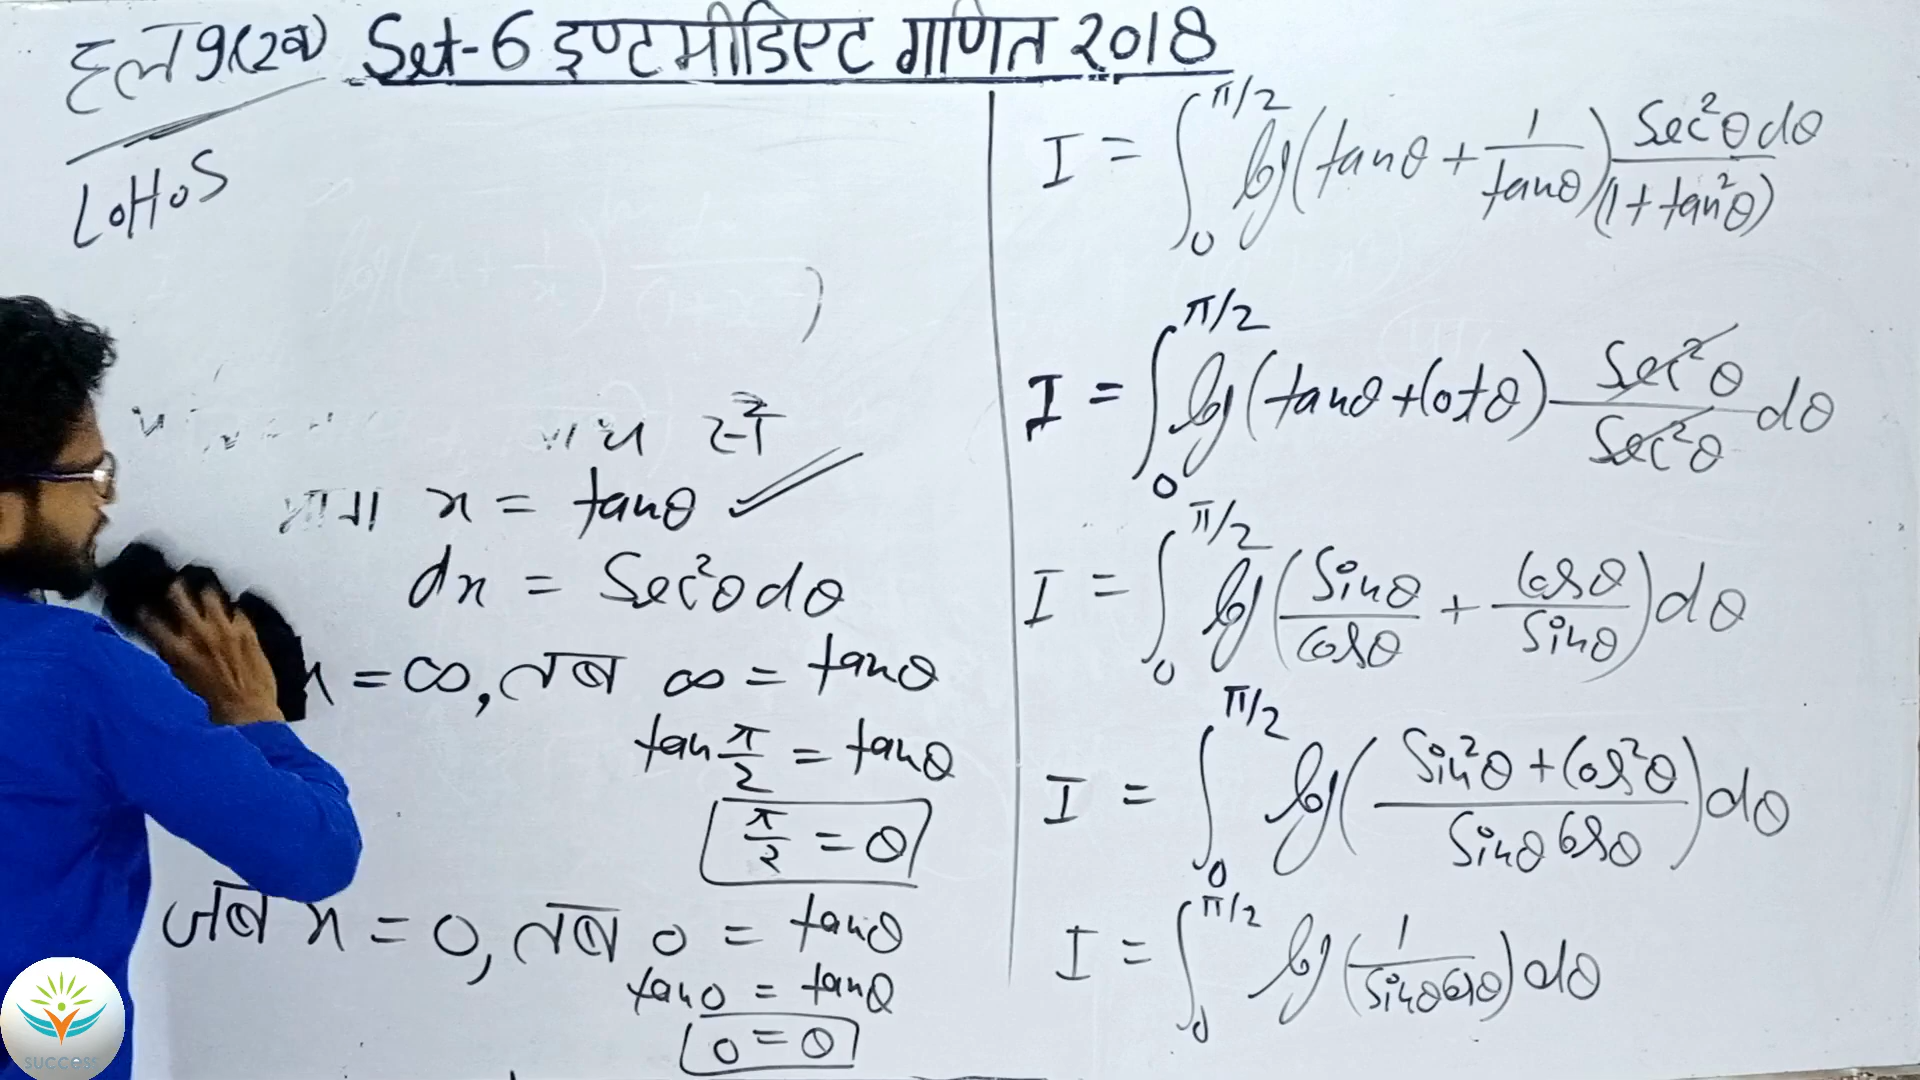 हल 9(2व) Set-6 इण्टरमीडिएट गणित 2018
L.H.S
माना x = tanθ
dx = Sec²θ dθ
x = ∞, तब ∞ = tanθ
tan π/2 = tanθ
π/2 = θ
जब x = 0, तब 0 = tanθ
tan0 = tanθ
0 = θ
I = ∫₀^π/2 log(tanθ + 1/tanθ) Sec²θ dθ/(1 + tan²θ)
I = ∫₀^π/2 log(tanθ + Cotθ) Sec²θ/Sec²θ dθ
I = ∫₀^π/2 log(Sinθ/Cosθ + Cosθ/Sinθ) dθ
I = ∫₀^π/2 log((Sin²θ + Cos²θ)/(Sinθ Cosθ)) dθ
I = ∫₀^π/2 log(1/(Sinθ Cosθ)) dθ
SUCCESS